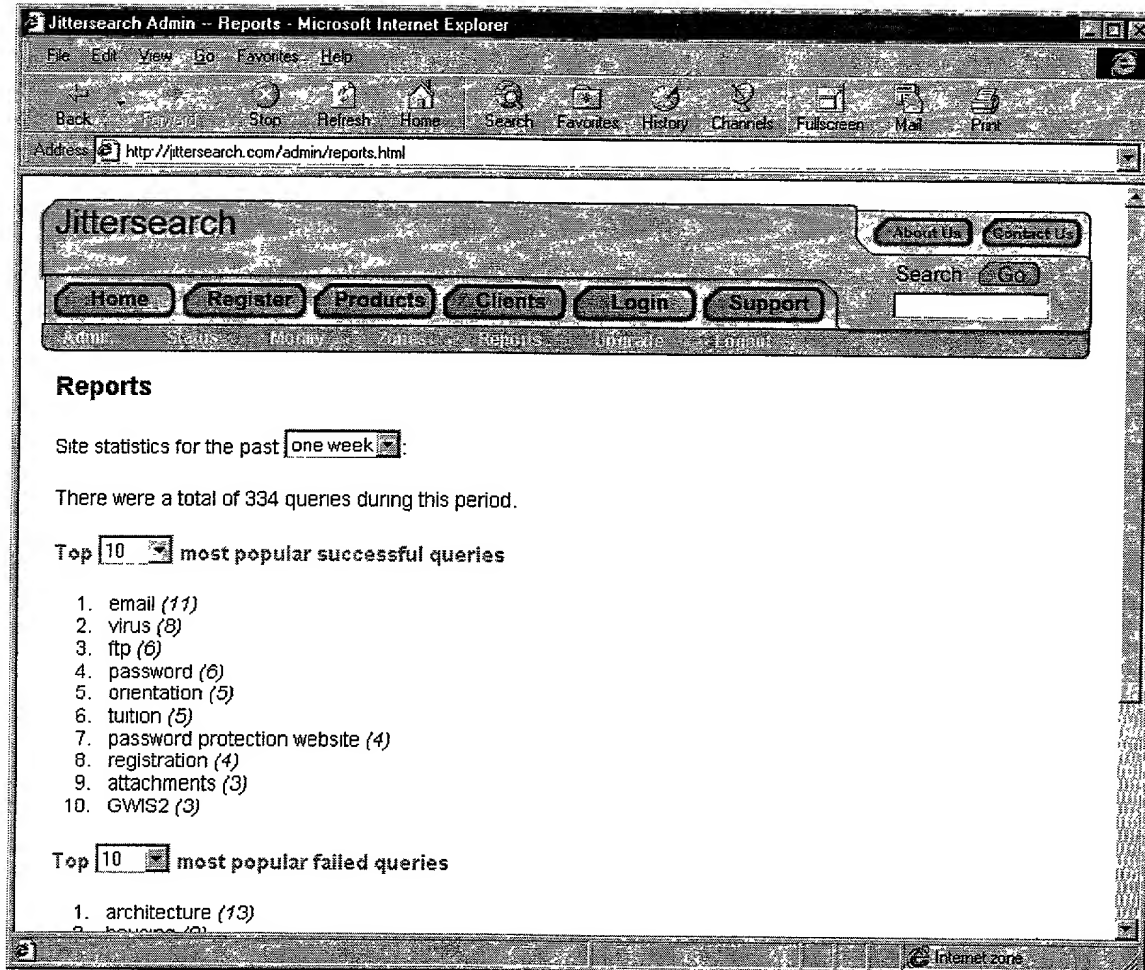 Jittersearch Admin -- Reports - Microsoft Internet Explorer
File Edit View Go Favorites Help
Back Forward Stop Refresh Home Search Favorites History Channels Fullscreen Mail Print
Address http://jittersearch.com/admin/reports.html
Jittersearch
About Us Contact Us
Search Go
Home Register Products Clients Login Support
Admin Status Money Zones Reports Upgrade Logout
Reports
Site statistics for the past one week :
There were a total of 334 queries during this period.
Top 10 most popular successful queries
1. email (11)
2. virus (8)
3. ftp (6)
4. password (6)
5. orientation (5)
6. tuition (5)
7. password protection website (4)
8. registration (4)
9. attachments (3)
10. GWIS2 (3)
Top 10 most popular failed queries
1. architecture (13)
2. housing (9)
Internet zone